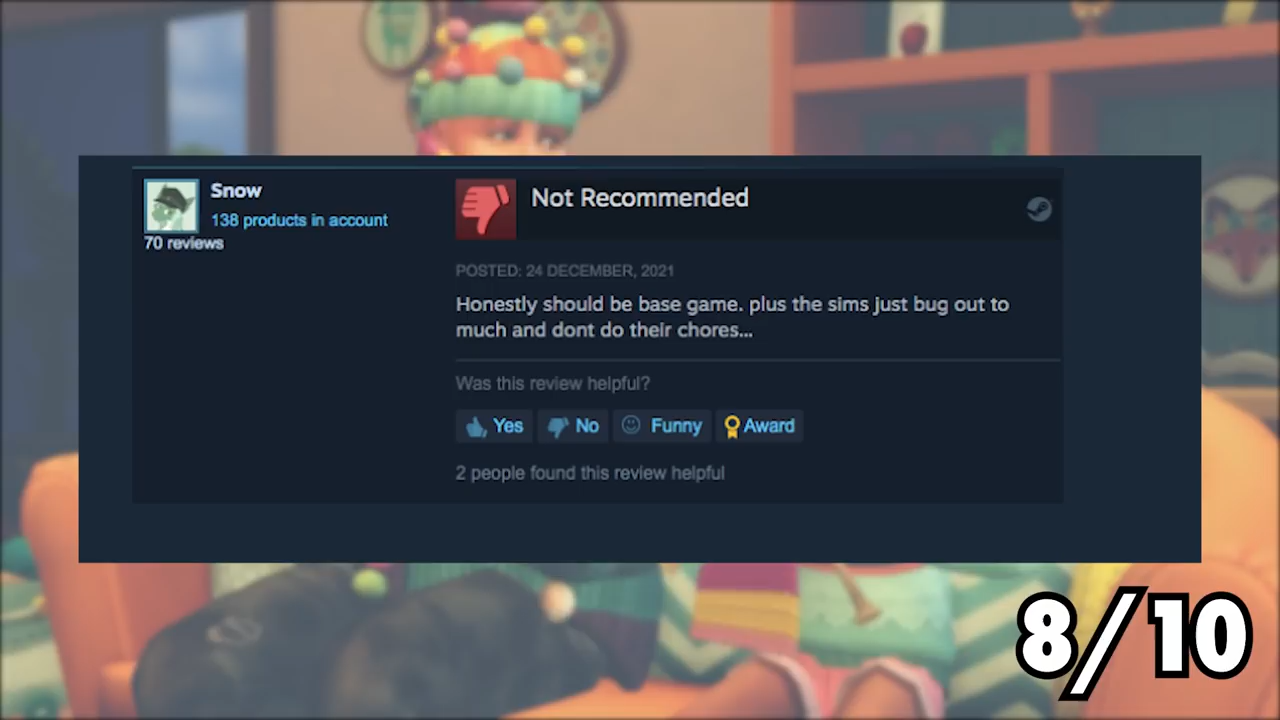 Snow
138 products in account
70 reviews
Not Recommended
POSTED: 24 DECEMBER, 2021
Honestly should be base game. plus the sims just bug out to
much and dont do their chores...
Was this review helpful?
Yes No Funny Award
2 people found this review helpful
8/10